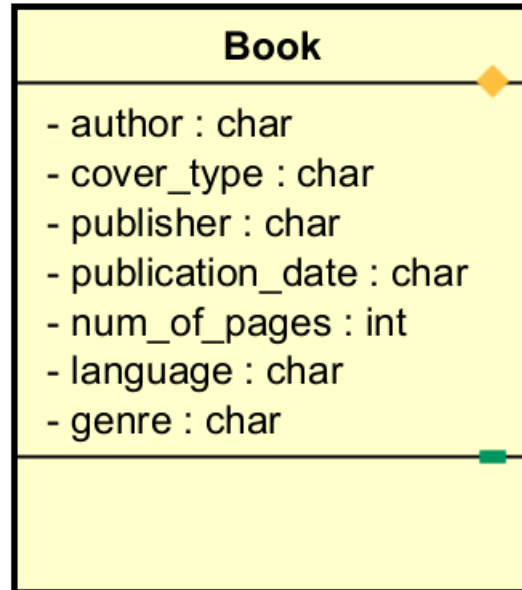 Book
- author : char
- cover_type : char
- publisher : char
- publication_date : char
- num_of_pages : int
- language : char
- genre : char